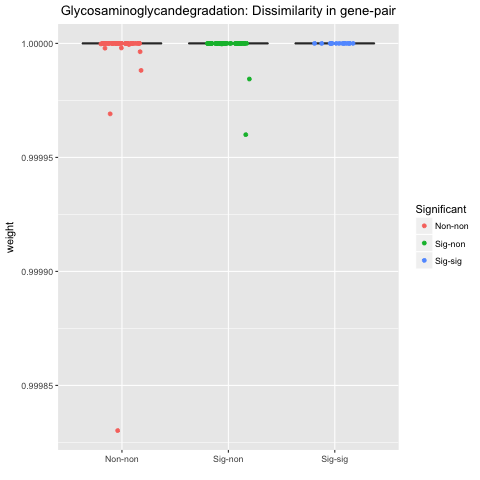 Glycosaminoglycandegradation: Dissimilarity in gene-pair
1.00000
0.99995
0.99990
0.99985
weight
Non-non
Sig-non
Sig-sig
Significant
Non-non
Sig-non
Sig-sig